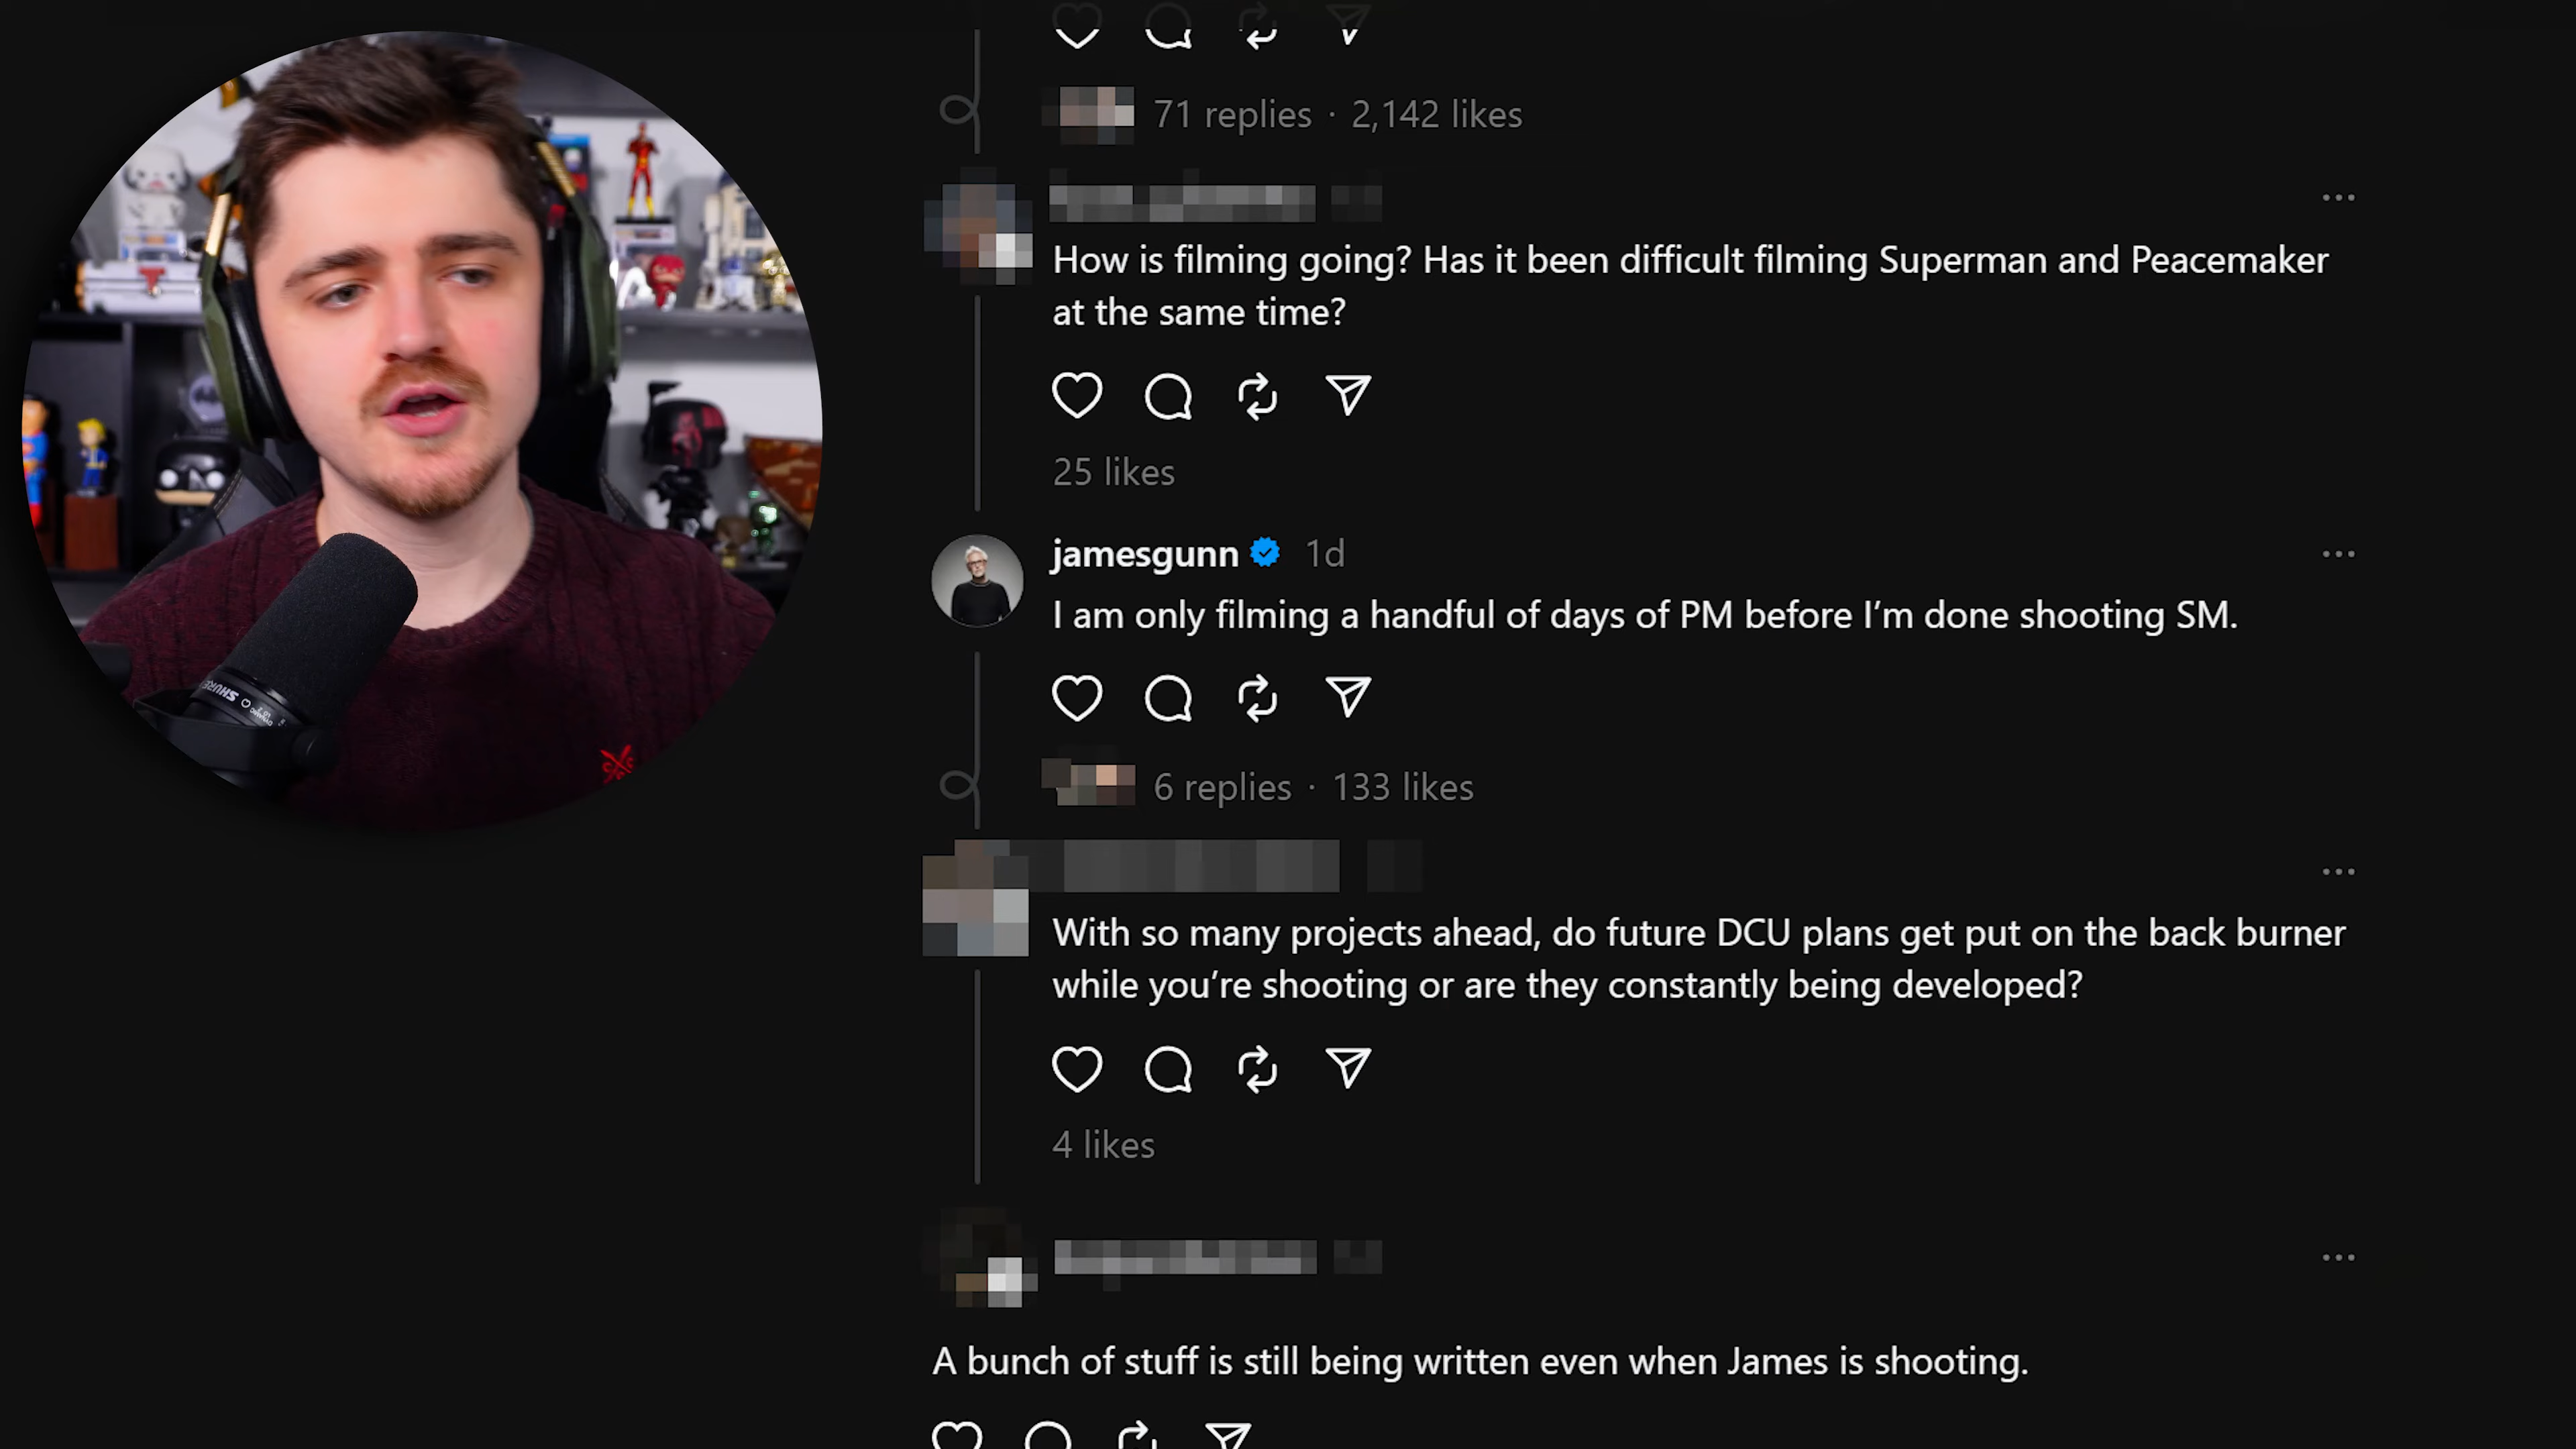 71 replies · 2,142 likes
How is filming going? Has it been difficult filming Superman and Peacemaker
at the same time?
25 likes
jamesgunn 1d
I am only filming a handful of days of PM before I’m done shooting SM.
SHURE
6 replies · 133 likes
With so many projects ahead, do future DCU plans get put on the back burner
while you’re shooting or are they constantly being developed?
4 likes
A bunch of stuff is still being written even when James is shooting.